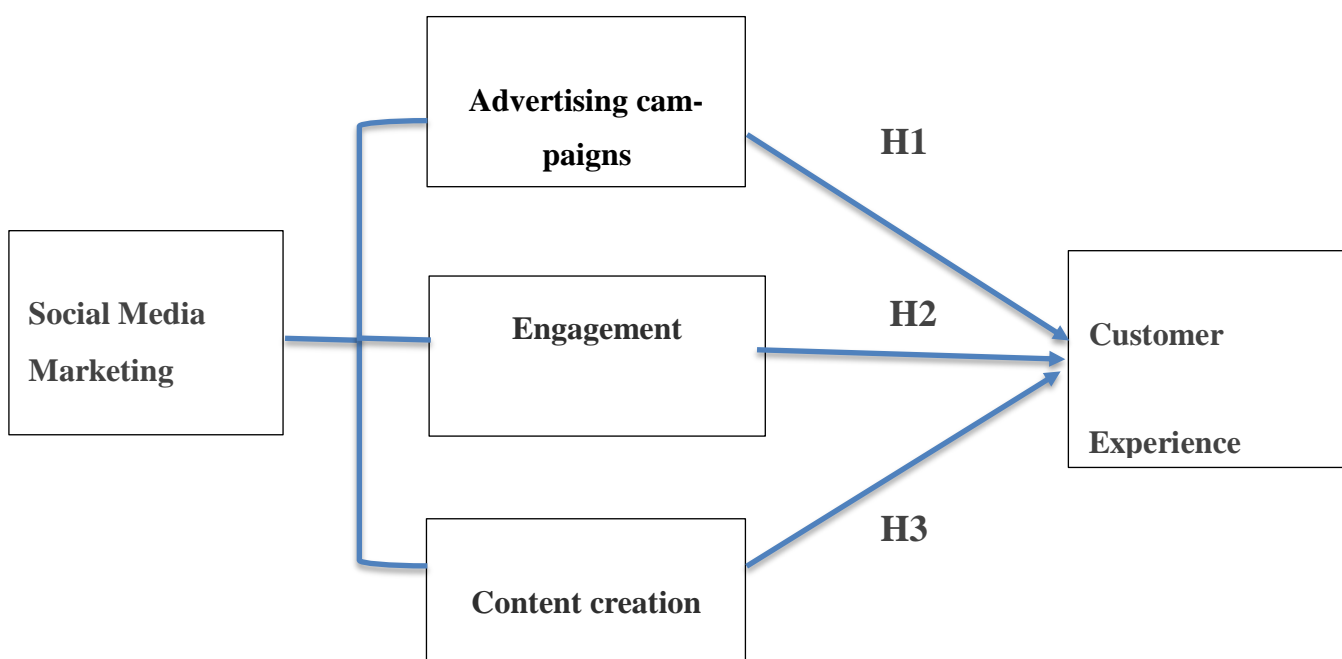 Advertising cam-
paigns
H1
Social Media
Marketing
Engagement
H2
Customer
Experience
H3
Content creation